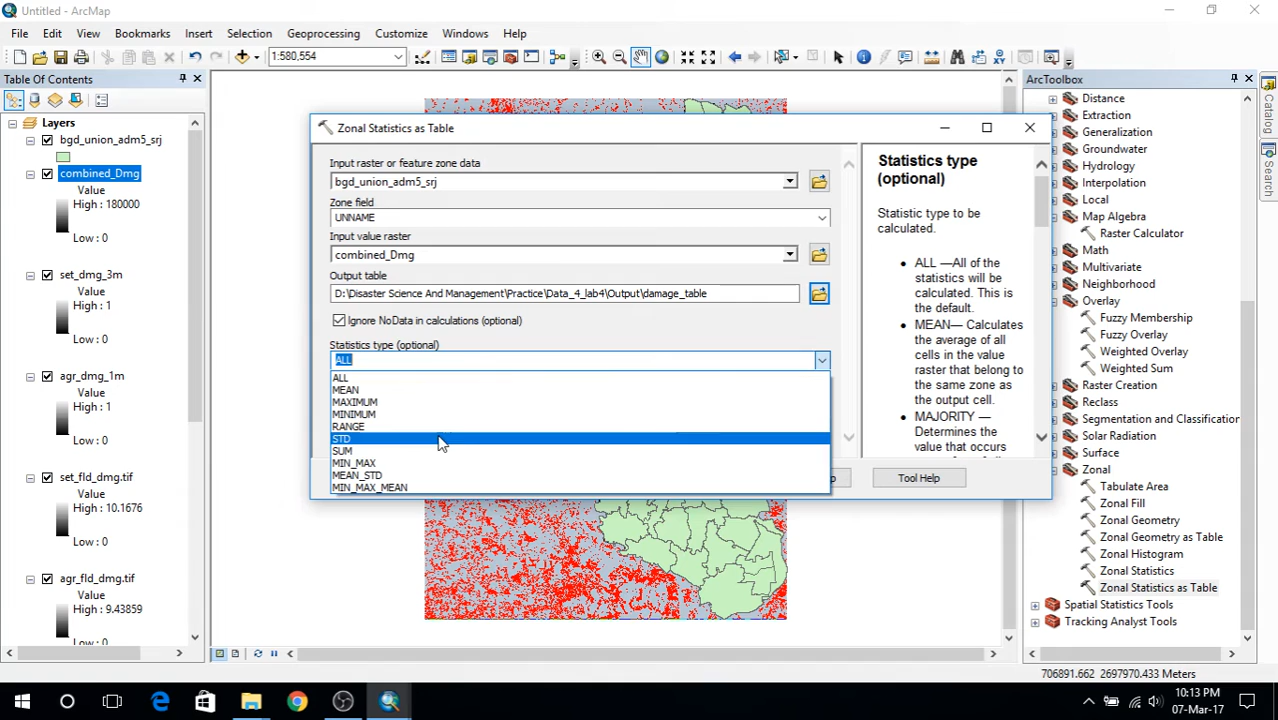 Untitled - ArcMap
File Edit View Bookmarks Insert Selection Geoprocessing Customize Windows Help
1:580,554
Table Of Contents
Layers
bgd_union_adm5_srj
combined_Dmg
Value
High : 180000
Low : 0
set_dmg_3m
Value
High : 1
Low : 0
agr_dmg_1m
Value
High : 1
Low : 0
set_fld_dmg.tif
Value
High : 10.1676
Low : 0
agr_fld_dmg.tif
Value
High : 9.43859
Low : 0
Zonal Statistics as Table
Input raster or feature zone data
bgd_union_adm5_srj
Zone field
UNNAME
Input value raster
combined_Dmg
Output table
D:\Disaster Science And Management\Practice\Data_4_lab4\Output\damage_table
Ignore NoData in calculations (optional)
Statistics type (optional)
ALL
ALL
MEAN
MAXIMUM
MINIMUM
RANGE
STD
SUM
MIN_MAX
MEAN_STD
MIN_MAX_MEAN
Statistics type
(optional)
Statistic type to be
calculated.
• ALL —All of the
statistics will be
calculated. This is
the default.
• MEAN— Calculates
the average of all
cells in the value
raster that belong to
the same zone as
the output cell.
• MAJORITY —
Determines the
value that occurs
Tool Help
ArcToolbox
Distance
Extraction
Generalization
Groundwater
Hydrology
Interpolation
Local
Map Algebra
Raster Calculator
Math
Multivariate
Neighborhood
Overlay
Fuzzy Membership
Fuzzy Overlay
Weighted Overlay
Weighted Sum
Raster Creation
Reclass
Segmentation and Classification
Solar Radiation
Surface
Zonal
Tabulate Area
Zonal Fill
Zonal Geometry
Zonal Geometry as Table
Zonal Histogram
Zonal Statistics
Zonal Statistics as Table
Spatial Statistics Tools
Tracking Analyst Tools
Catalog
Search
706891.662 2697970.433 Meters
10:13 PM
07-Mar-17